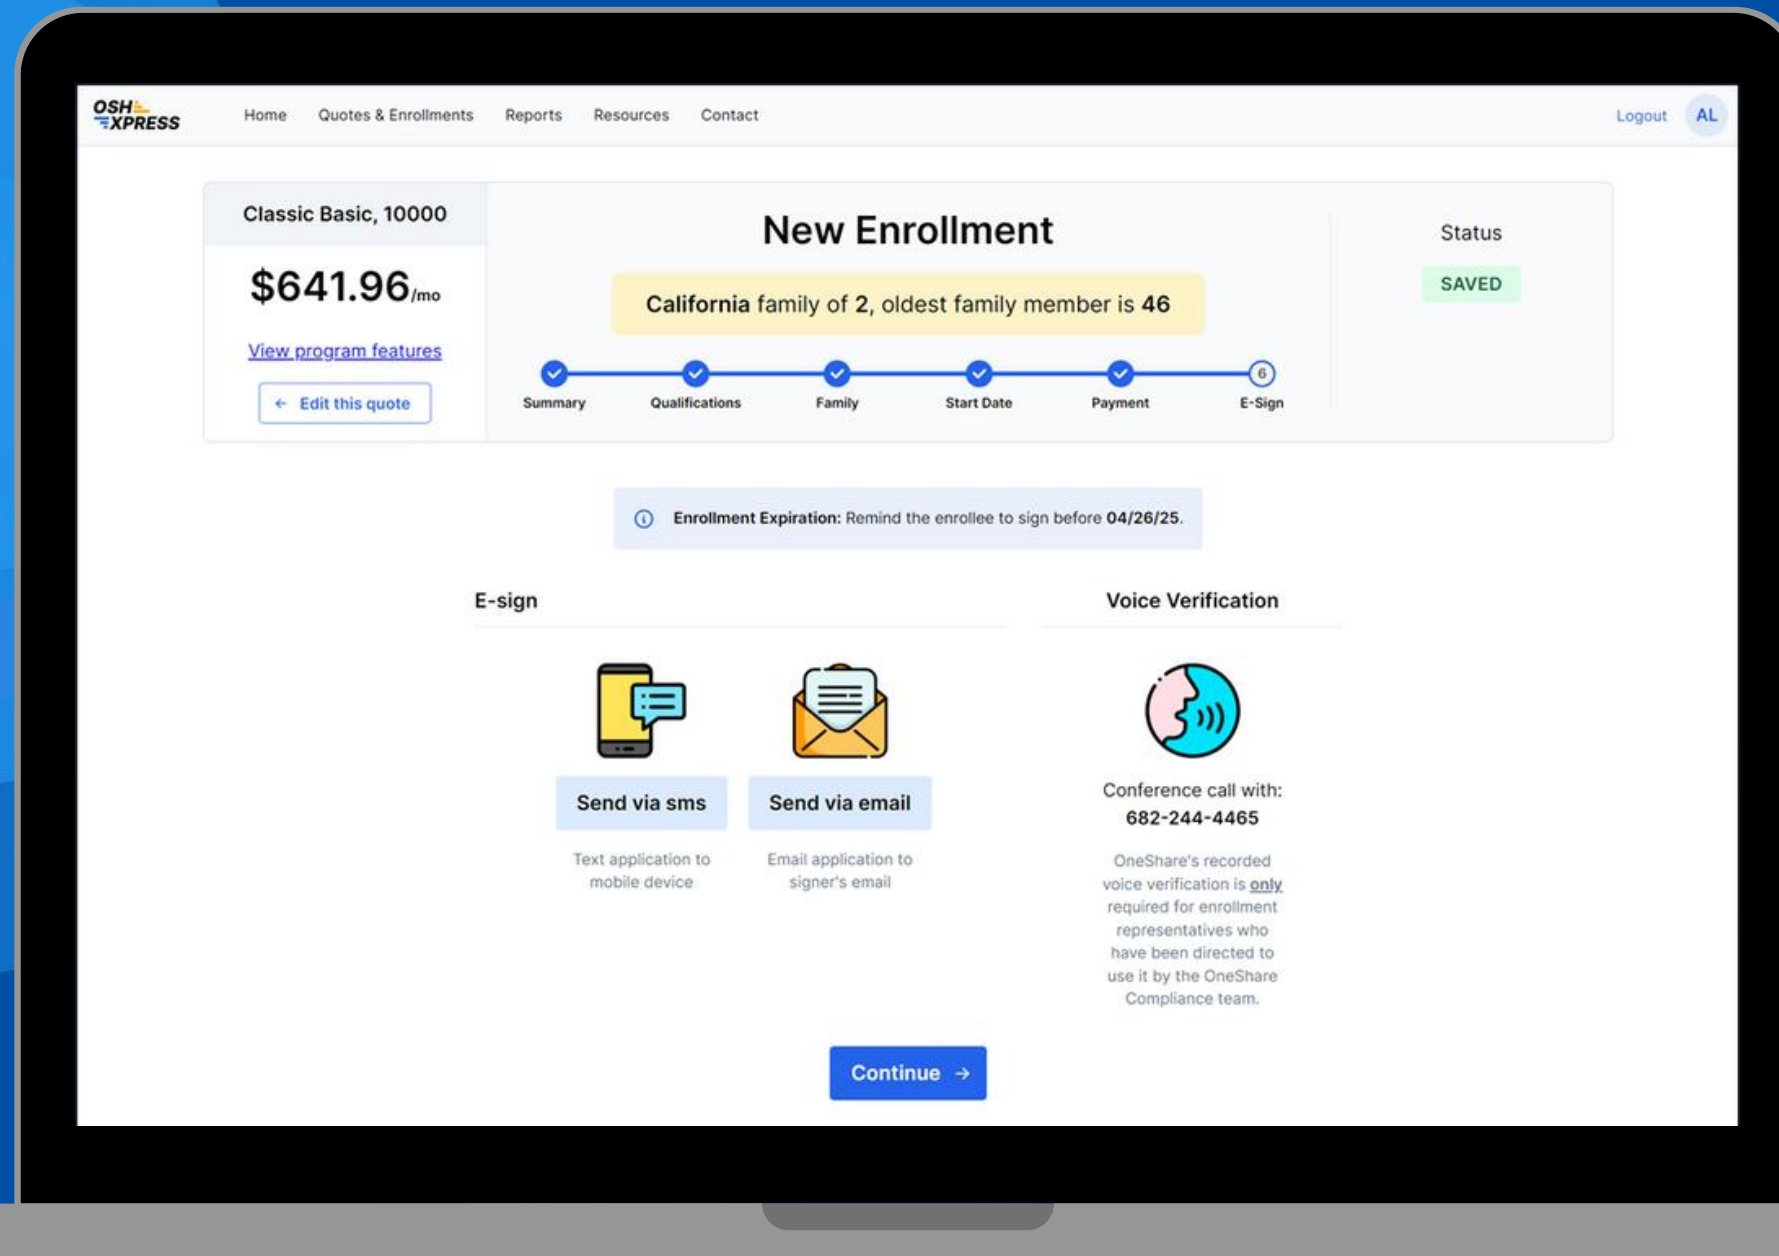 OSH
XPRESS
Home Quotes & Enrollments Reports Resources Contact
Logout AL
Classic Basic, 10000
$641.96/mo
View program features
← Edit this quote
New Enrollment
California family of 2, oldest family member is 46
Summary Qualifications Family Start Date Payment 6 E-Sign
Status
SAVED
Enrollment Expiration: Remind the enrollee to sign before 04/26/25.
E-sign
Send via sms
Text application to
mobile device
Send via email
Email application to
signer's email
Voice Verification
Conference call with:
682-244-4465
OneShare's recorded
voice verification is only
required for enrollment
representatives who
have been directed to
use it by the OneShare
Compliance team.
Continue →